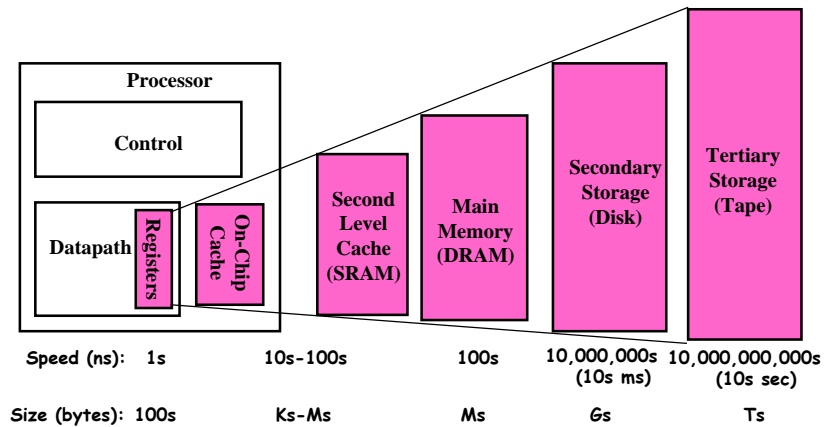 Processor
Control
Datapath
Registers
On-Chip
Cache
Second
Level
Cache
(SRAM)
Main
Memory
(DRAM)
Secondary
Storage
(Disk)
Tertiary
Storage
(Tape)
Speed (ns): 1s 10s-100s 100s 10,000,000s 10,000,000,000s
(10s ms) (10s sec)
Size (bytes): 100s Ks-Ms Ms Gs Ts